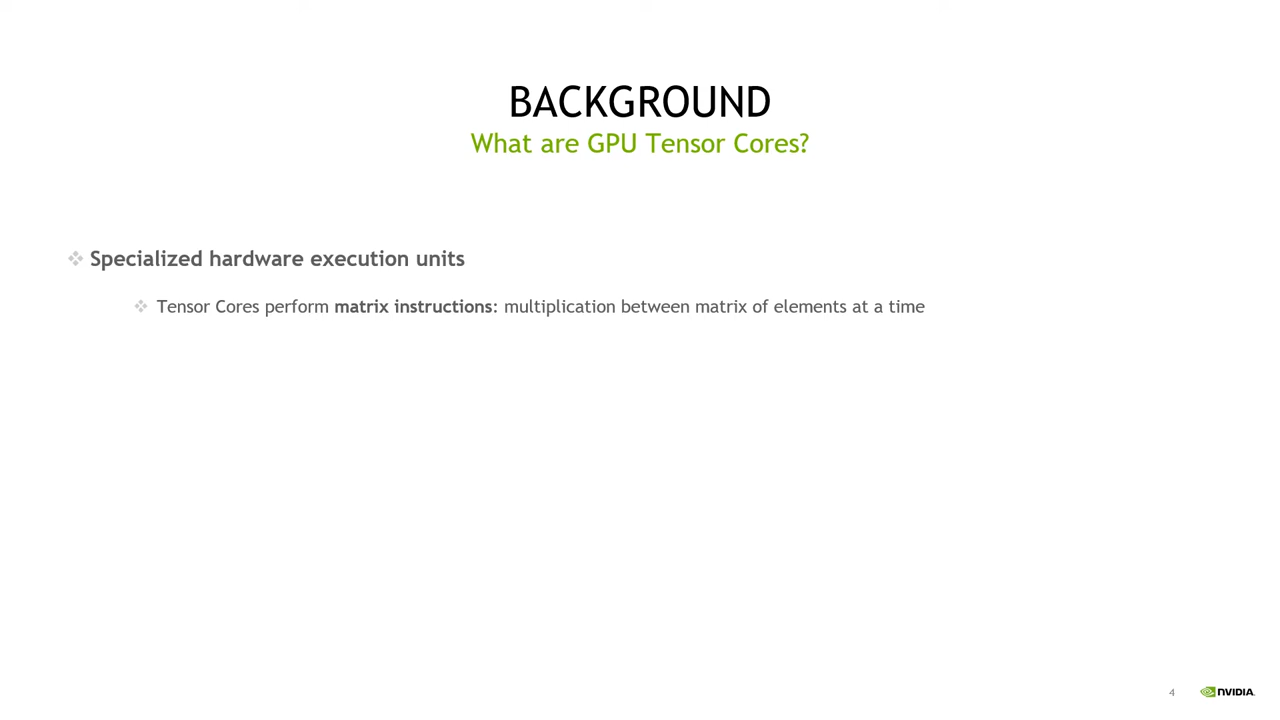 BACKGROUND
What are GPU Tensor Cores?
❖ Specialized hardware execution units
❖ Tensor Cores perform matrix instructions: multiplication between matrix of elements at a time
4
NVIDIA.